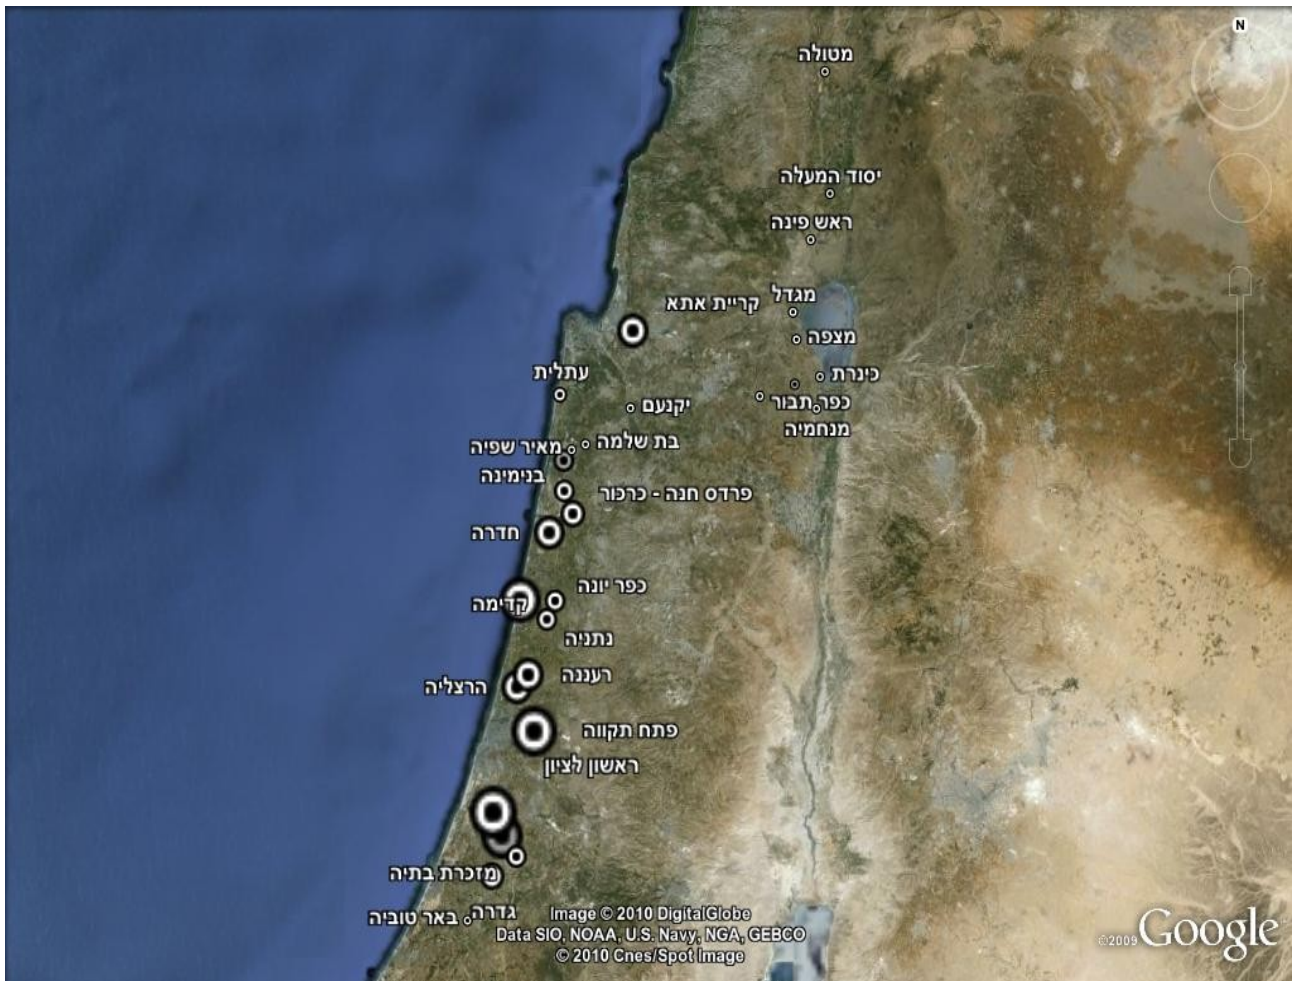 N
מטולה
יסוד המעלה
ראש פינה
מגדל
קריית אתא
מצפה
עתלית
כינרת
כפר תבור
יקנעם
מנחמיה
בת שלמה
מאיר שפיה
בנימינה
פרדס חנה - כרכור
חדרה
כפר יונה
קדימה
נתניה
רעננה
הרצליה
פתח תקווה
ראשון לציון
מזכרת בתיה
גדרה
באר טוביה
Image © 2010 DigitalGlobe
Data SIO, NOAA, U.S. Navy, NGA, GEBCO
© 2010 Cnes/Spot Image
©2009 Google